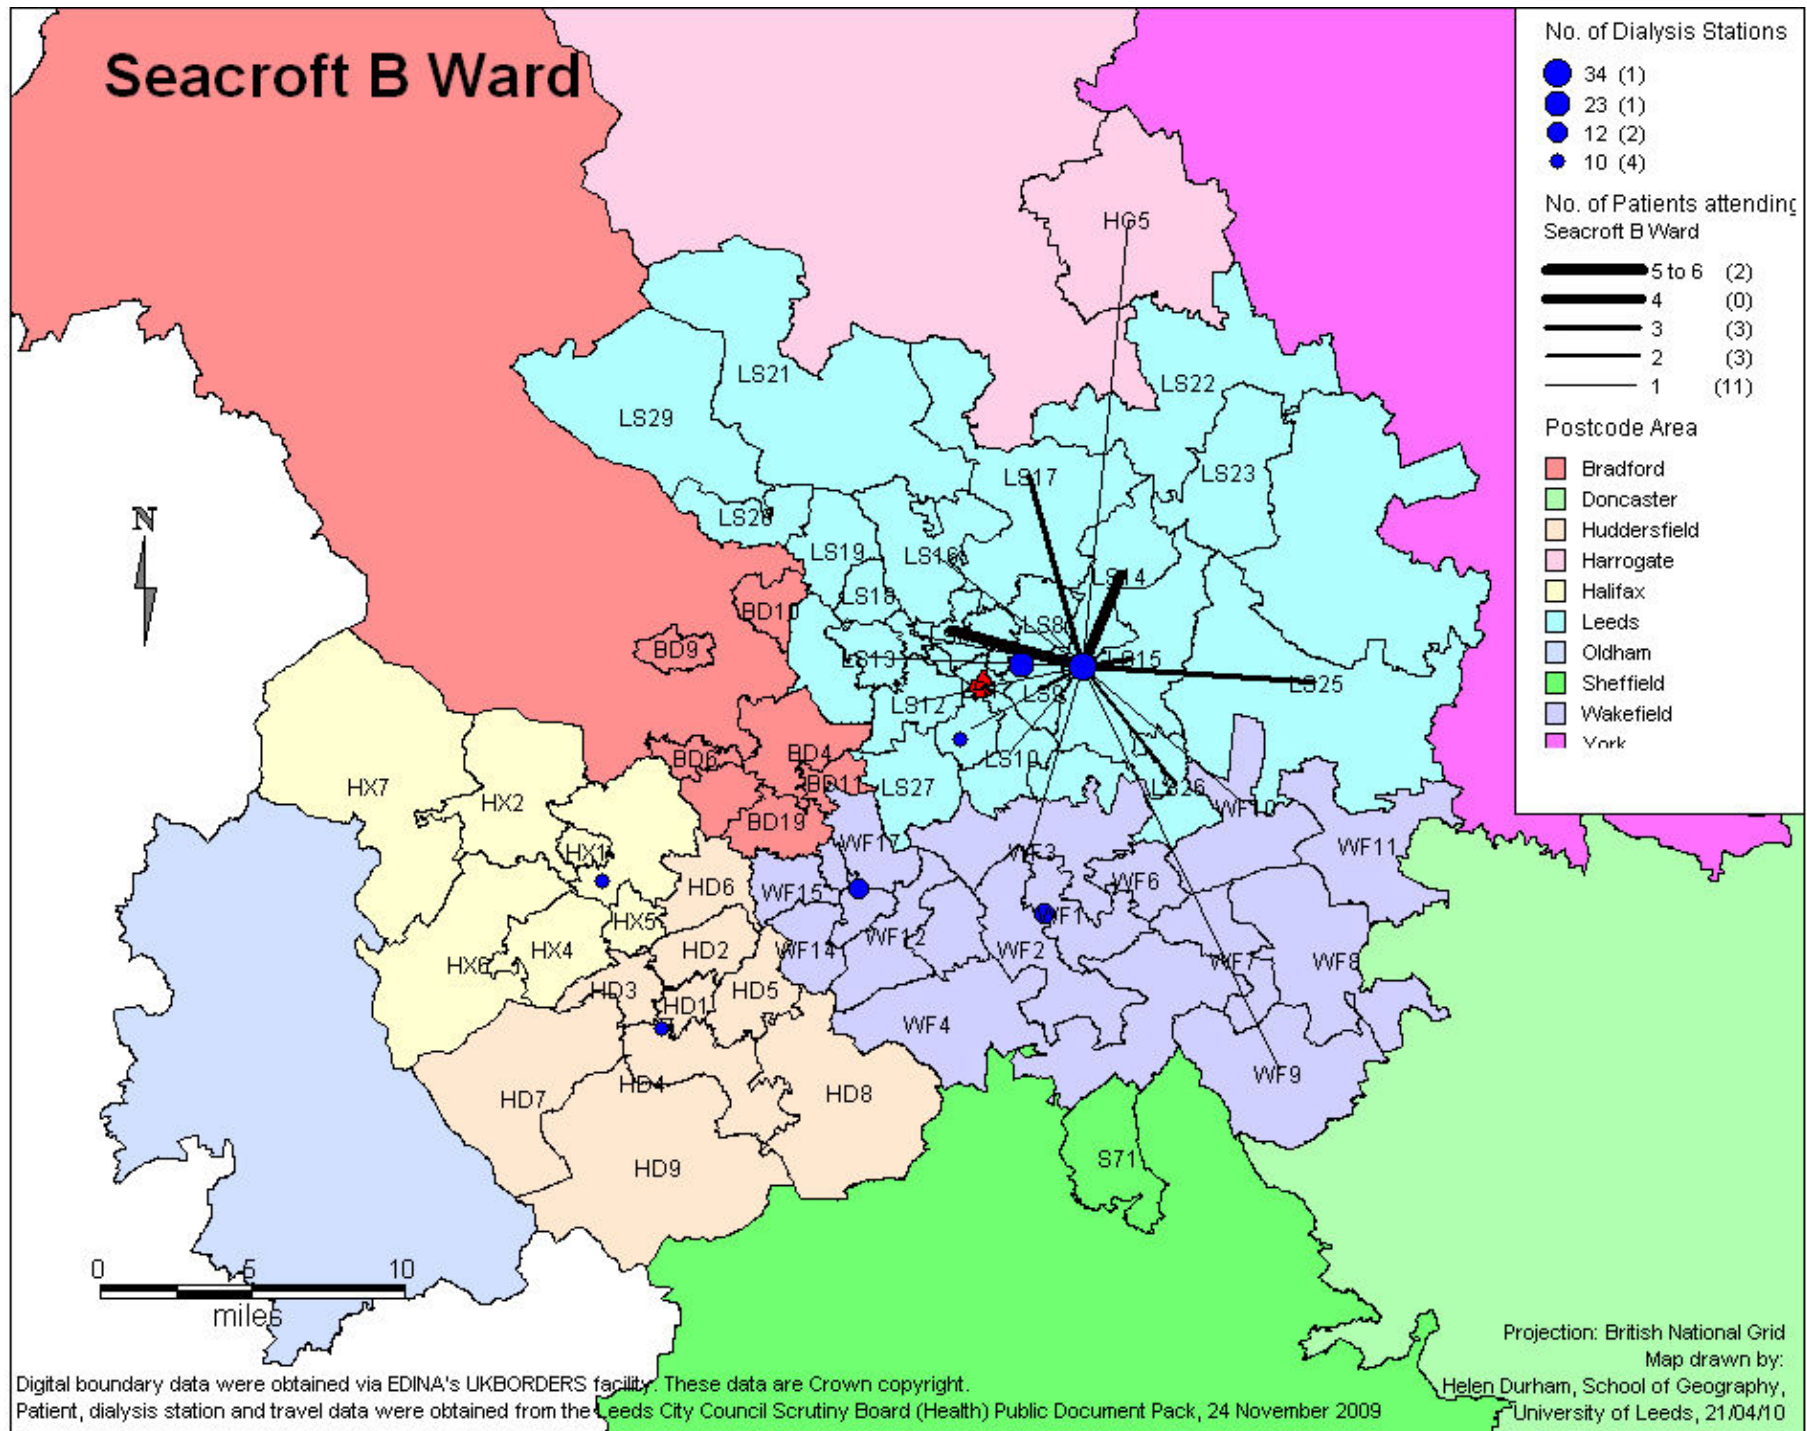 Seacroft B Ward
No. of Dialysis Stations
34 (1)
23 (1)
12 (2)
10 (4)
No. of Patients attending
Seacroft B Ward
5 to 6 (2)
4 (0)
3 (3)
2 (3)
1 (11)
Postcode Area
Bradford
Doncaster
Huddersfield
Harrogate
Halifax
Leeds
Oldham
Sheffield
Wakefield
York
N
HG5
LS21
LS22
LS29
LS17
LS23
LS20
LS19
LS16
LS14
LS18
BD10
LS8
BD9
LS13
LS15
LS25
LS12
LS9
BD4
BD6
LS10
BD11
LS27
LS26
HX7
HX2
WF10
BD19
WF17
WF3
WF11
HX1
HD6
WF15
WF6
HX5
WF1
WF12
HX6
HX4
HD2
WF14
WF2
WF7
WF8
HD3
HD1
HD5
WF4
HD7
HD4
HD8
WF9
HD9
S71
0 5 10
miles
Projection: British National Grid
Map drawn by:
Helen Durham, School of Geography,
University of Leeds, 21/04/10
Digital boundary data were obtained via EDINA's UKBORDERS facility. These data are Crown copyright.
Patient, dialysis station and travel data were obtained from the Leeds City Council Scrutiny Board (Health) Public Document Pack, 24 November 2009